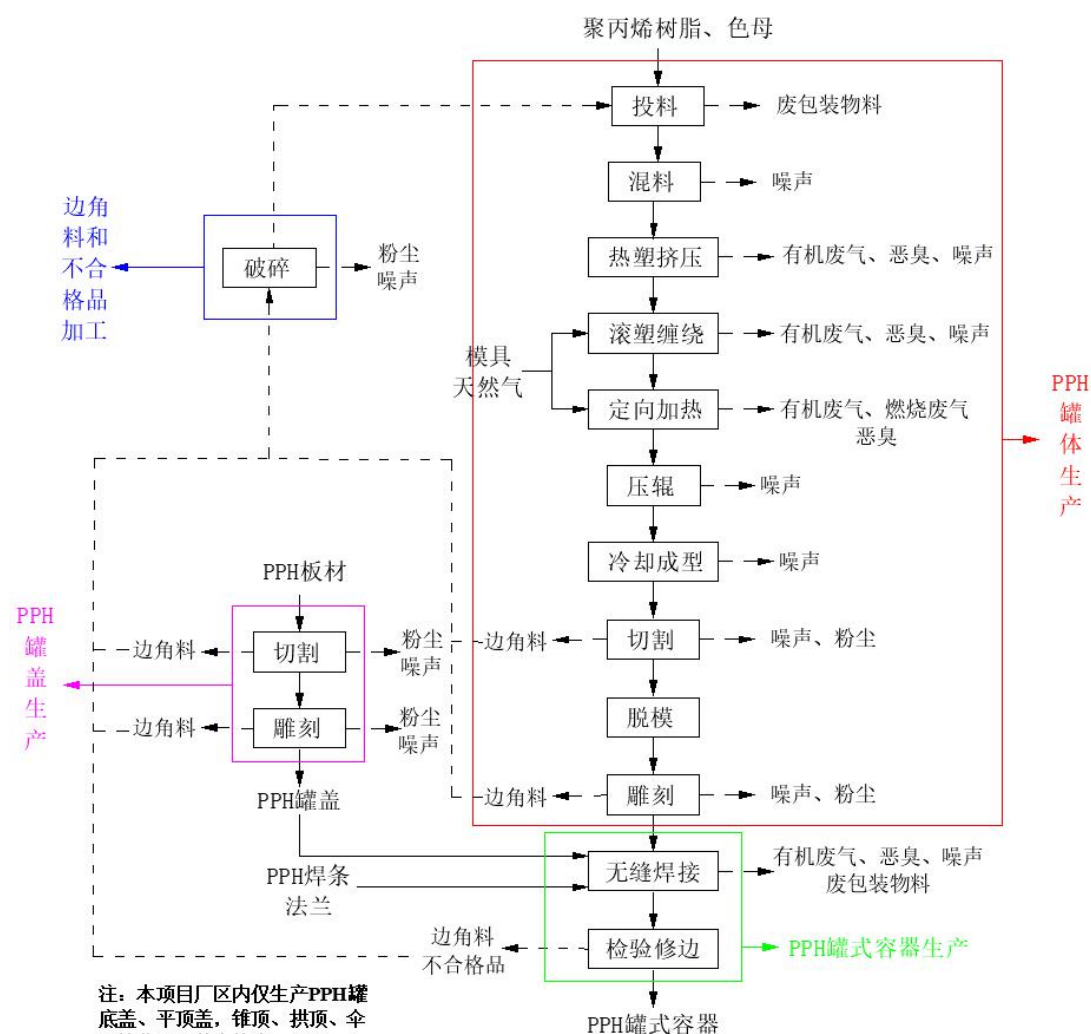 聚丙烯树脂、色母
投料
废包装物料
混料
噪声
热塑挤压
有机废气、恶臭、噪声
滚塑缠绕
有机废气、恶臭、噪声
模具
天然气
定向加热
有机废气、燃烧废气
恶臭
压辊
噪声
冷却成型
噪声
切割
边角料
噪声、粉尘
脱模
雕刻
边角料
噪声、粉尘
PPH
罐
体
生
产
边角
料和
不合
格品
加工
破碎
粉尘
噪声
PPH板材
切割
边角料
粉尘
噪声
雕刻
边角料
粉尘
噪声
PPH
罐
盖
生
产
PPH罐盖
PPH焊条
法兰
无缝焊接
有机废气、恶臭、噪声
废包装物料
检验修边
边角料
不合格品
PPH罐式容器生产
PPH罐式容器
注：本项目厂区内仅生产PPH罐
底盖、平顶盖，锥顶、拱顶、伞